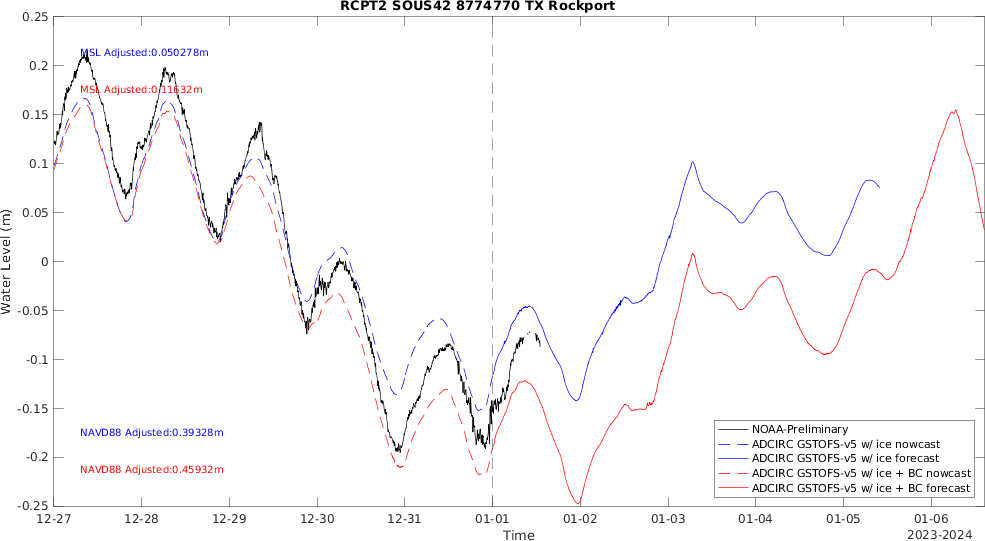 RCPT2 SOUS42 8774770 TX Rockport
0.25
0.2
0.15
0.1
0.05
0
-0.05
-0.1
-0.15
-0.2
-0.25
Water Level (m)
MSL Adjusted:0.050278m
MSL Adjusted:0.11632m
NAVD88 Adjusted:0.39328m
NAVD88 Adjusted:0.45932m
NOAA-Preliminary
ADCIRC GSTOFS-v5 w/ ice nowcast
ADCIRC GSTOFS-v5 w/ ice forecast
ADCIRC GSTOFS-v5 w/ ice + BC nowcast
ADCIRC GSTOFS-v5 w/ ice + BC forecast
12-27 12-28 12-29 12-30 12-31 01-01 01-02 01-03 01-04 01-05 01-06
Time
2023-2024